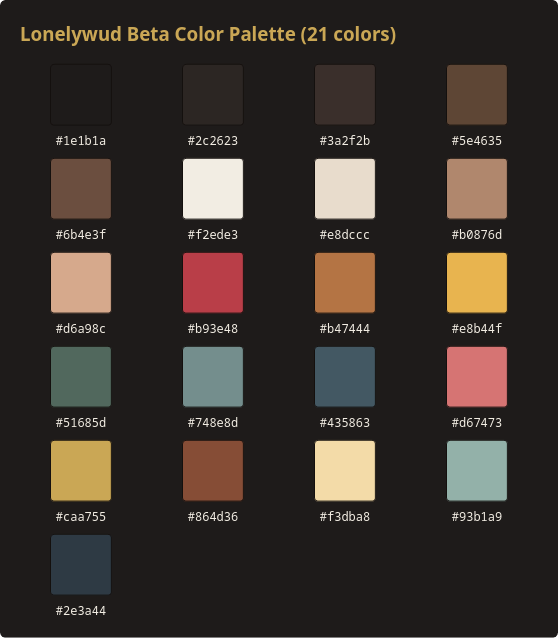 Lonelywud Beta Color Palette (21 colors)
#1e1b1a #2c2623 #3a2f2b #5e4635
#6b4e3f #f2ede3 #e8dccc #b0876d
#d6a98c #b93e48 #b47444 #e8b44f
#51685d #748e8d #435863 #d67473
#caa755 #864d36 #f3dba8 #93b1a9
#2e3a44